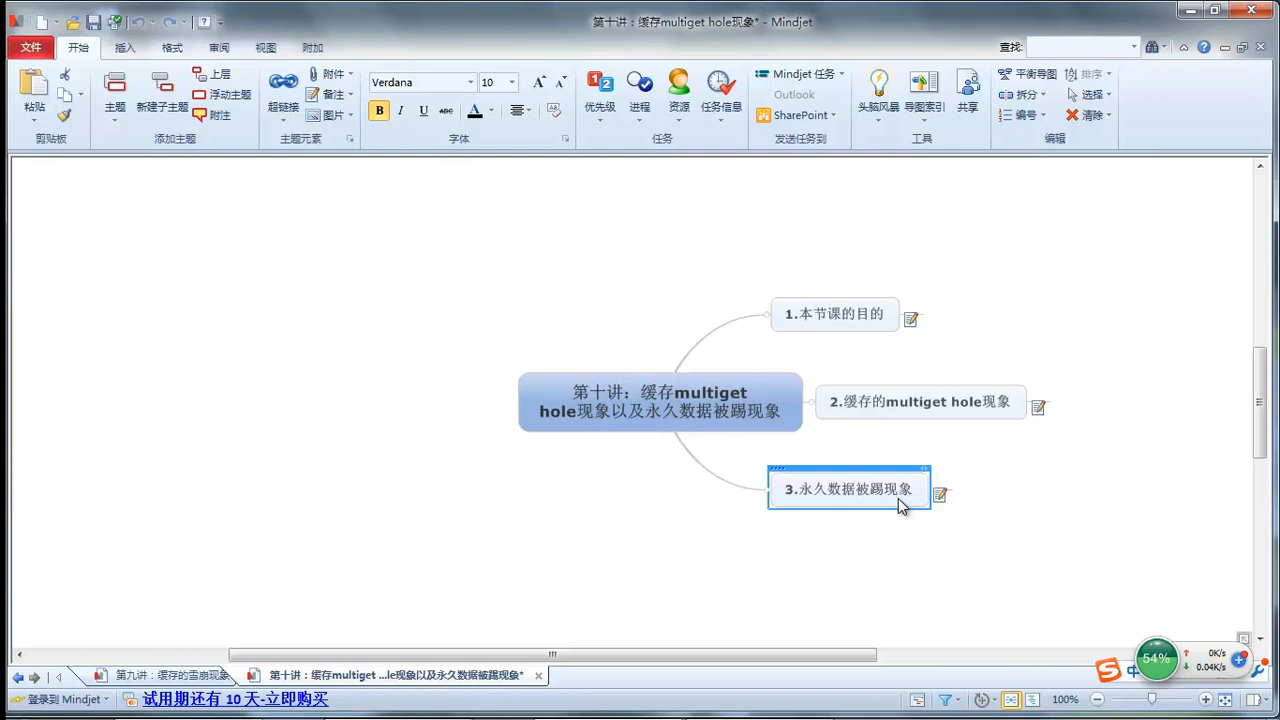 第十讲：缓存multiget hole现象* - Mindjet
文件 开始 插入 格式 审阅 视图 附加 查找:
粘贴 主题 新建子主题 上层 浮动主题 附注 超链接 附件 备注 图片
Verdana 10
B I U abc A
优先级 进程 资源 任务信息 Mindjet 任务 Outlook SharePoint
头脑风暴 导图索引 共享 平衡导图 排序 拆分 选择 编号 清除
剪贴板 添加主题 主题元素 字体 任务 发送任务到 工具 编辑
1.本节课的目的
第十讲：缓存multiget
hole现象以及永久数据被踢现象
2.缓存的multiget hole现象
3.永久数据被踢现象
54% 0K/s
0.04K/s
第九讲：缓存的雪崩现象 第十讲：缓存multiget ...le现象以及永久数据被踢现象*
登录到 Mindjet 试用期还有 10 天-立即购买 100%